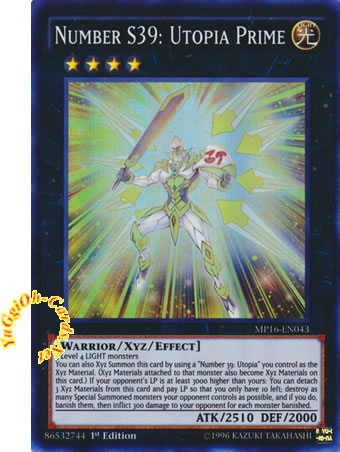 NUMBER S39: UTOPIA PRIME
LIGHT
光
39
MP16-EN043
[WARRIOR/XYZ/EFFECT]
Level 4 LIGHT monsters
You can also Xyz Summon this card by using a "Number 39: Utopia" you control as the
Xyz Material. (Xyz Materials attached to that monster also become Xyz Materials on
this card.) If your opponent's LP is at least 3000 higher than yours: You can detach
3 Xyz Materials from this card and pay LP so that you only have 10 left; destroy as
many Special Summoned monsters your opponent controls as possible, and if you do,
banish them, then inflict 300 damage to your opponent for each monster banished.
ATK/2510 DEF/2000
86532744 1st Edition ©1996 KAZUKI TAKAHASHI